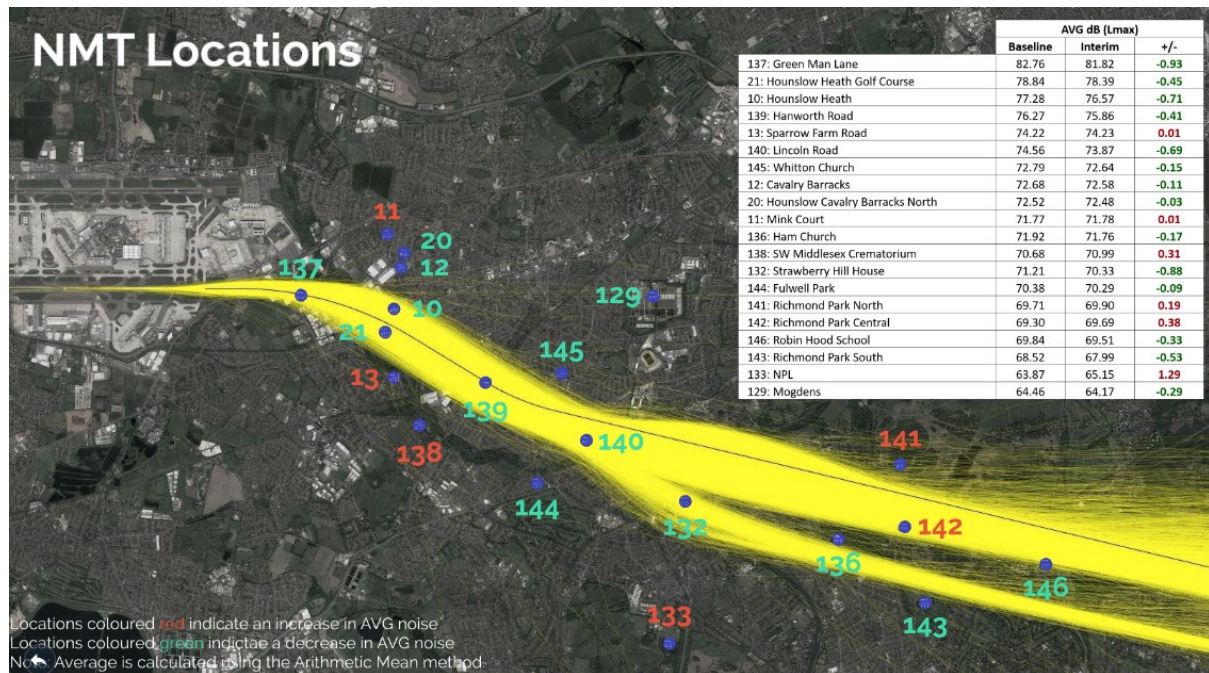 NMT Locations
AVG dB (Lmax)
Baseline Interim +/-
137: Green Man Lane 82.76 81.82 -0.93
21: Hounslow Heath Golf Course 78.84 78.39 -0.45
10: Hounslow Heath 77.28 76.57 -0.71
139: Hanworth Road 76.27 75.86 -0.41
13: Sparrow Farm Road 74.22 74.23 0.01
140: Lincoln Road 74.56 73.87 -0.69
145: Whitton Church 72.79 72.64 -0.15
12: Cavalry Barracks 72.68 72.58 -0.11
20: Hounslow Cavalry Barracks North 72.52 72.48 -0.03
11: Mink Court 71.77 71.78 0.01
136: Ham Church 71.92 71.76 -0.17
138: SW Middlesex Crematorium 70.68 70.99 0.31
132: Strawberry Hill House 71.21 70.33 -0.88
144: Fulwell Park 70.38 70.29 -0.09
141: Richmond Park North 69.71 69.90 0.19
142: Richmond Park Central 69.30 69.69 0.38
146: Robin Hood School 69.84 69.51 -0.33
143: Richmond Park South 68.52 67.99 -0.53
133: NPL 63.87 65.15 1.29
129: Mogdens 64.46 64.17 -0.29
11
20
12
137
129
10
21
145
13
139
138
140
141
144
132
142
136
146
143
133
Locations coloured red indicate an increase in AVG noise
Locations coloured green indictae a decrease in AVG noise
Average is calculated using the Arithmetic Mean method